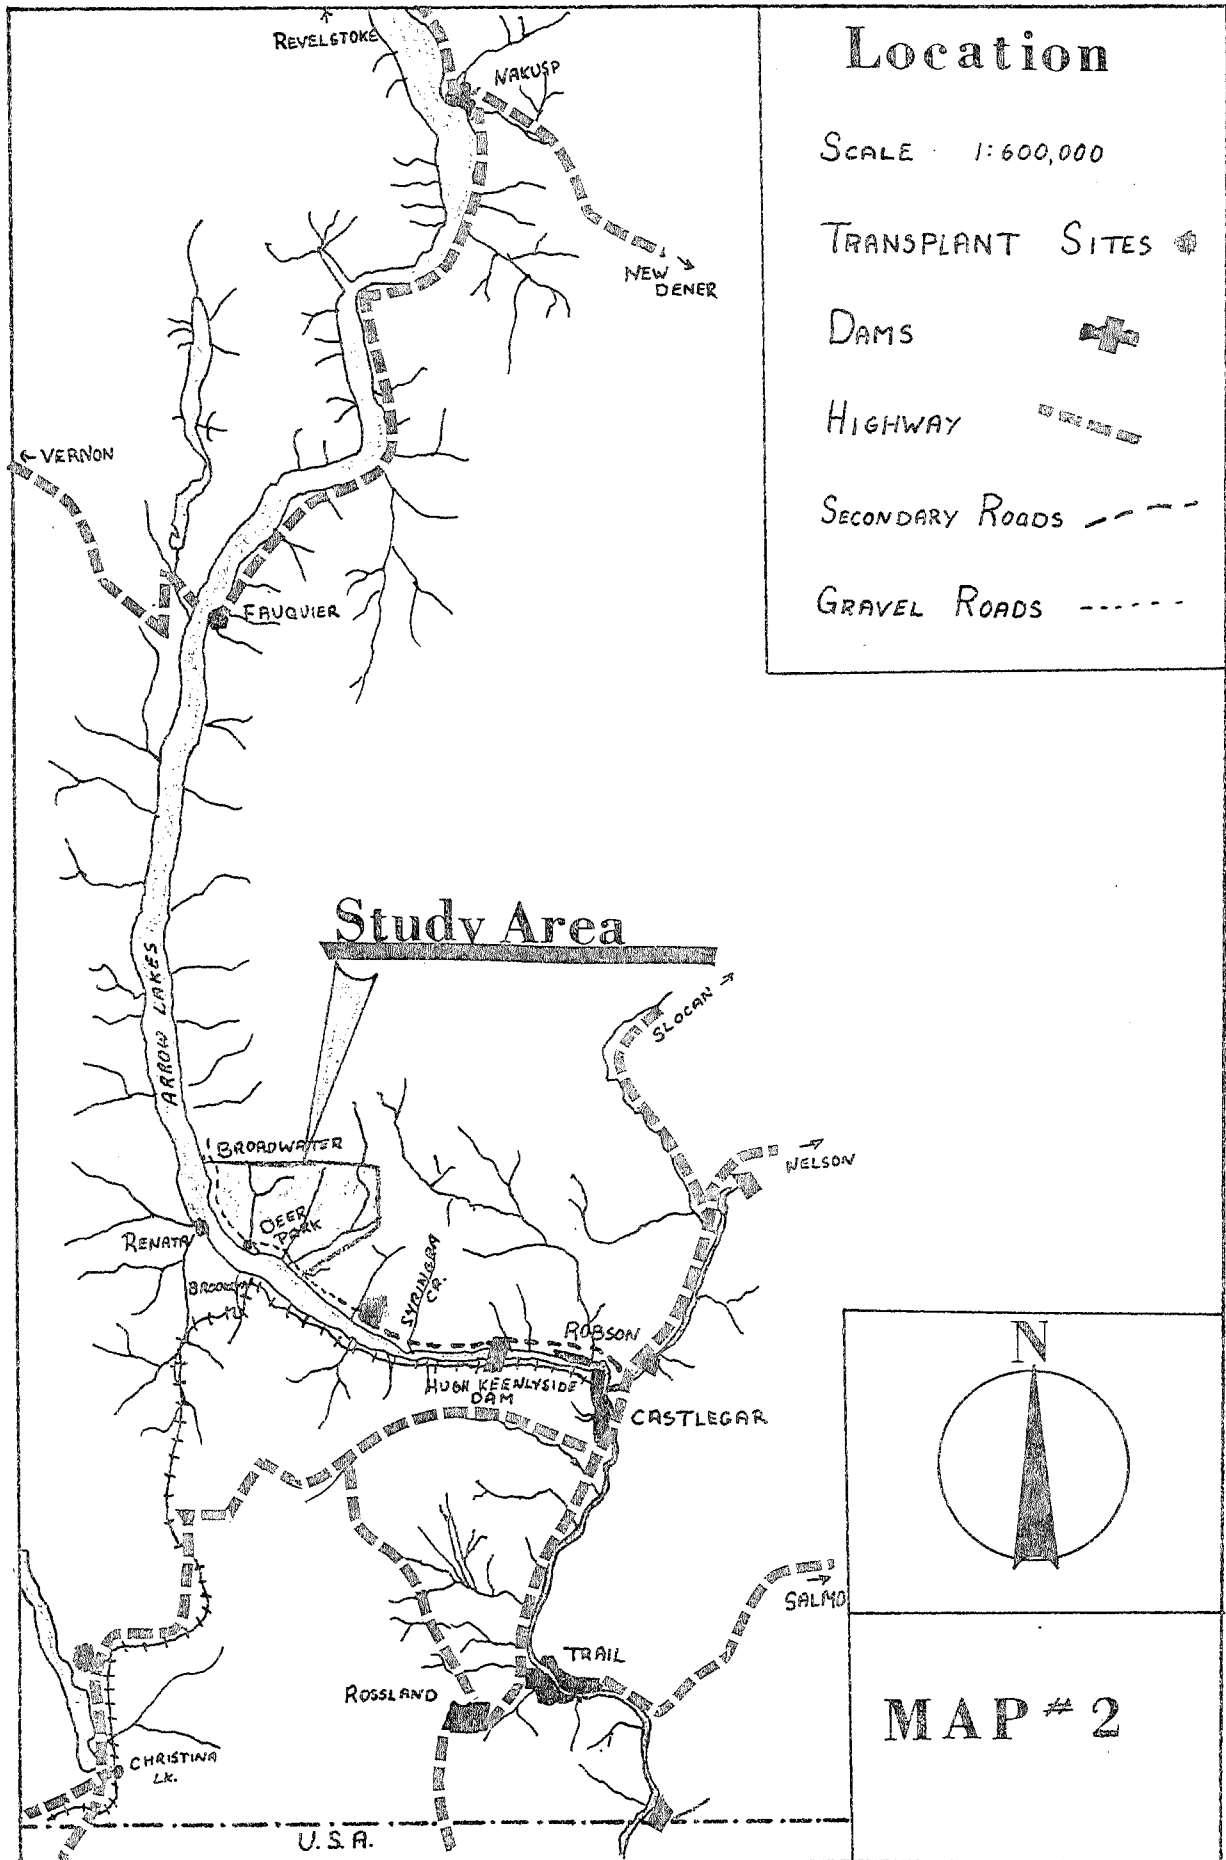 REVELSTOKE
NAKUSP
NEW
DENER
← VERNON
FAUQUIER
Location
SCALE 1:600,000
TRANSPLANT SITES
DAMS
HIGHWAY
SECONDARY ROADS
GRAVEL ROADS
Study Area
ARROW LAKES
SLOCAN →
BROADWATER
NELSON
DEER
PARK
RENATA
SYRINGRA
CR.
ROBSON
HUGH KEENLYSIDE
DAM
CASTLEGAR
SALMO
TRAIL
ROSSLAND
CHRISTINA
LK.
U.S.A.
N
MAP # 2